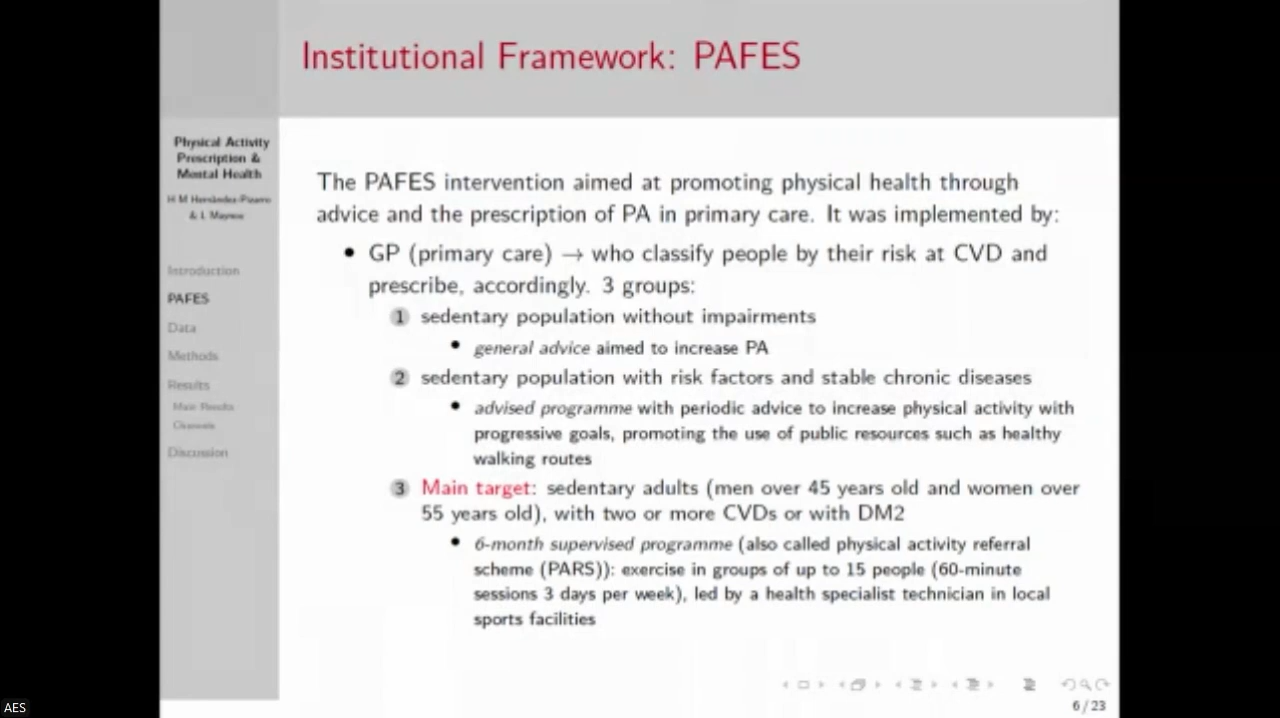 Institutional Framework: PAFES
Physical Activity
Prescription &
Mental Health
H M Hernández-Pizarro
& L Maynou
Introduction
PAFES
Data
Methods
Results
Main Results
Channels
Discussion
The PAFES intervention aimed at promoting physical health through
advice and the prescription of PA in primary care. It was implemented by:
• GP (primary care) → who classify people by their risk at CVD and
prescribe, accordingly. 3 groups:
1 sedentary population without impairments
• general advice aimed to increase PA
2 sedentary population with risk factors and stable chronic diseases
• advised programme with periodic advice to increase physical activity with
progressive goals, promoting the use of public resources such as healthy
walking routes
3 Main target: sedentary adults (men over 45 years old and women over
55 years old), with two or more CVDs or with DM2
• 6-month supervised programme (also called physical activity referral
scheme (PARS)): exercise in groups of up to 15 people (60-minute
sessions 3 days per week), led by a health specialist technician in local
sports facilities
6/23
AES